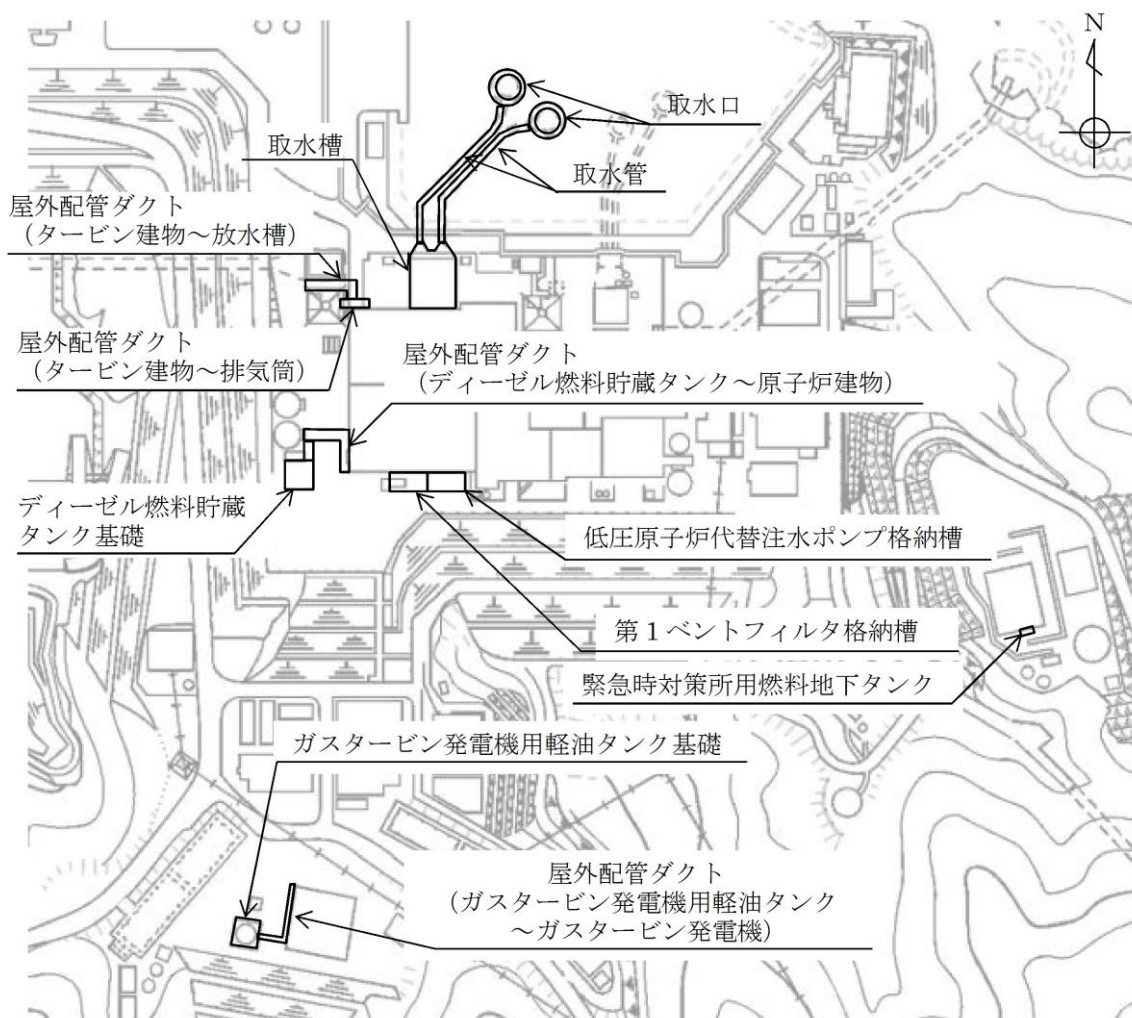 N
取水口
取水槽
取水管
屋外配管ダクト
(タービン建物~放水槽)
屋外配管ダクト
(タービン建物~排気筒)
屋外配管ダクト
(ディーゼル燃料貯蔵タンク~原子炉建物)
ディーゼル燃料貯蔵
タンク基礎
低圧原子炉代替注水ポンプ格納槽
第1ベントフィルタ格納槽
緊急時対策所用燃料地下タンク
ガスタービン発電機用軽油タンク基礎
屋外配管ダクト
(ガスタービン発電機用軽油タンク
~ガスタービン発電機)